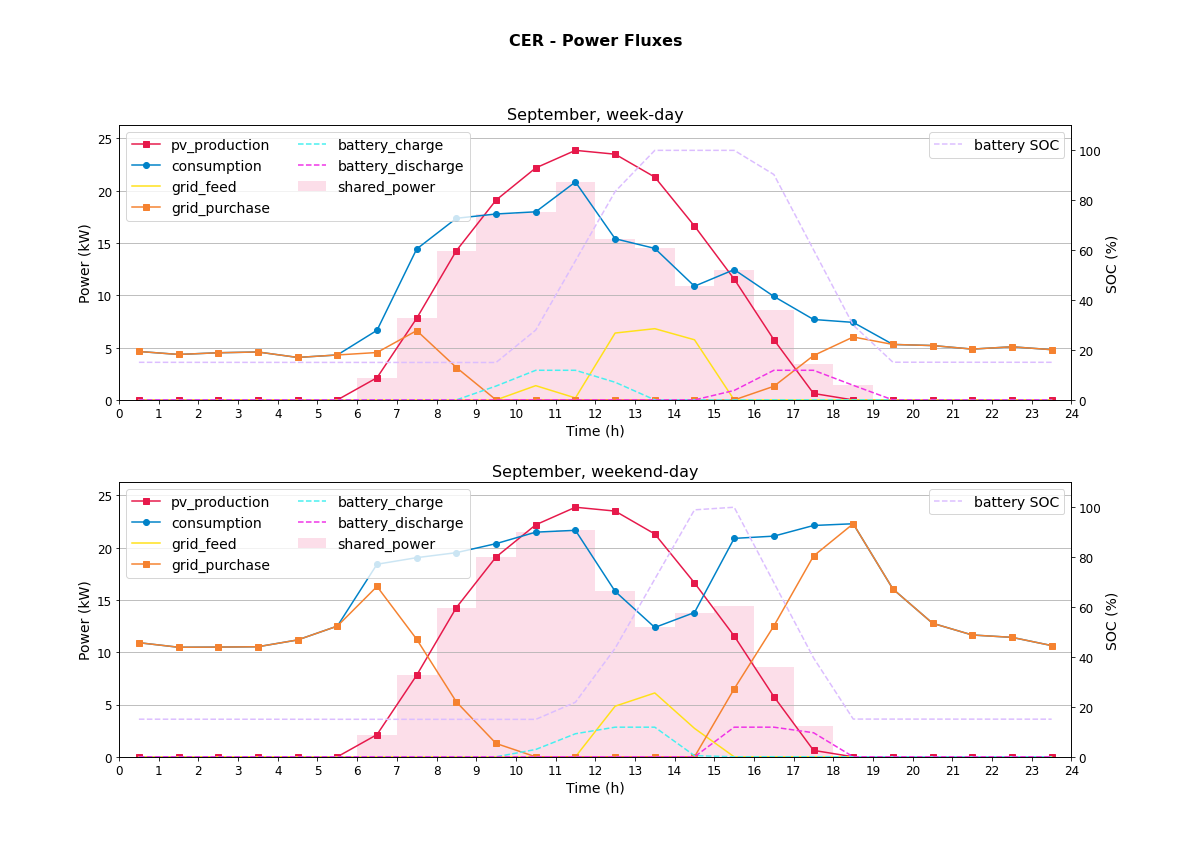 CER - Power Fluxes
September, week-day
pv_production
consumption
grid_feed
grid_purchase
battery_charge
battery_discharge
shared_power
battery SOC
Power (kW)
25
20
15
10
5
0
SOC (%)
100
80
60
40
20
0
0 1 2 3 4 5 6 7 8 9 10 11 12 13 14 15 16 17 18 19 20 21 22 23 24
Time (h)
September, weekend-day
pv_production
consumption
grid_feed
grid_purchase
battery_charge
battery_discharge
shared_power
battery SOC
Power (kW)
25
20
15
10
5
0
SOC (%)
100
80
60
40
20
0
0 1 2 3 4 5 6 7 8 9 10 11 12 13 14 15 16 17 18 19 20 21 22 23 24
Time (h)